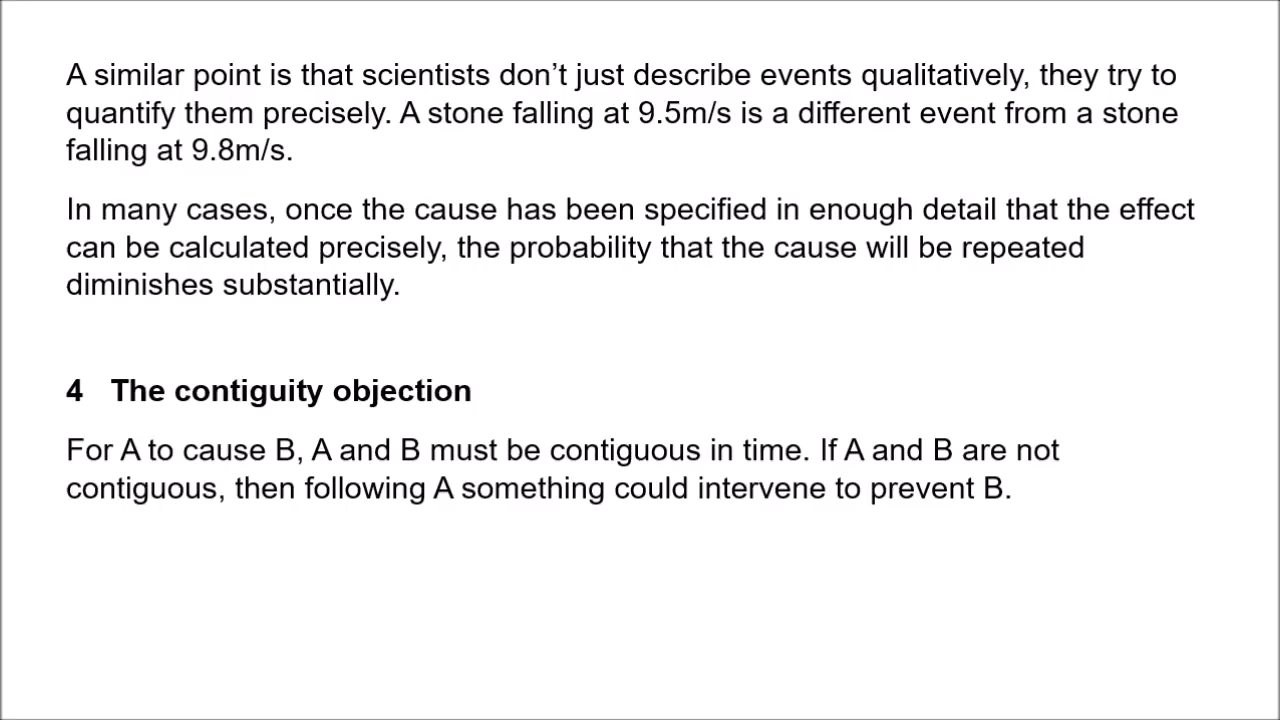 A similar point is that scientists don’t just describe events qualitatively, they try to
quantify them precisely. A stone falling at 9.5m/s is a different event from a stone
falling at 9.8m/s.
In many cases, once the cause has been specified in enough detail that the effect
can be calculated precisely, the probability that the cause will be repeated
diminishes substantially.
4 The contiguity objection
For A to cause B, A and B must be contiguous in time. If A and B are not
contiguous, then following A something could intervene to prevent B.